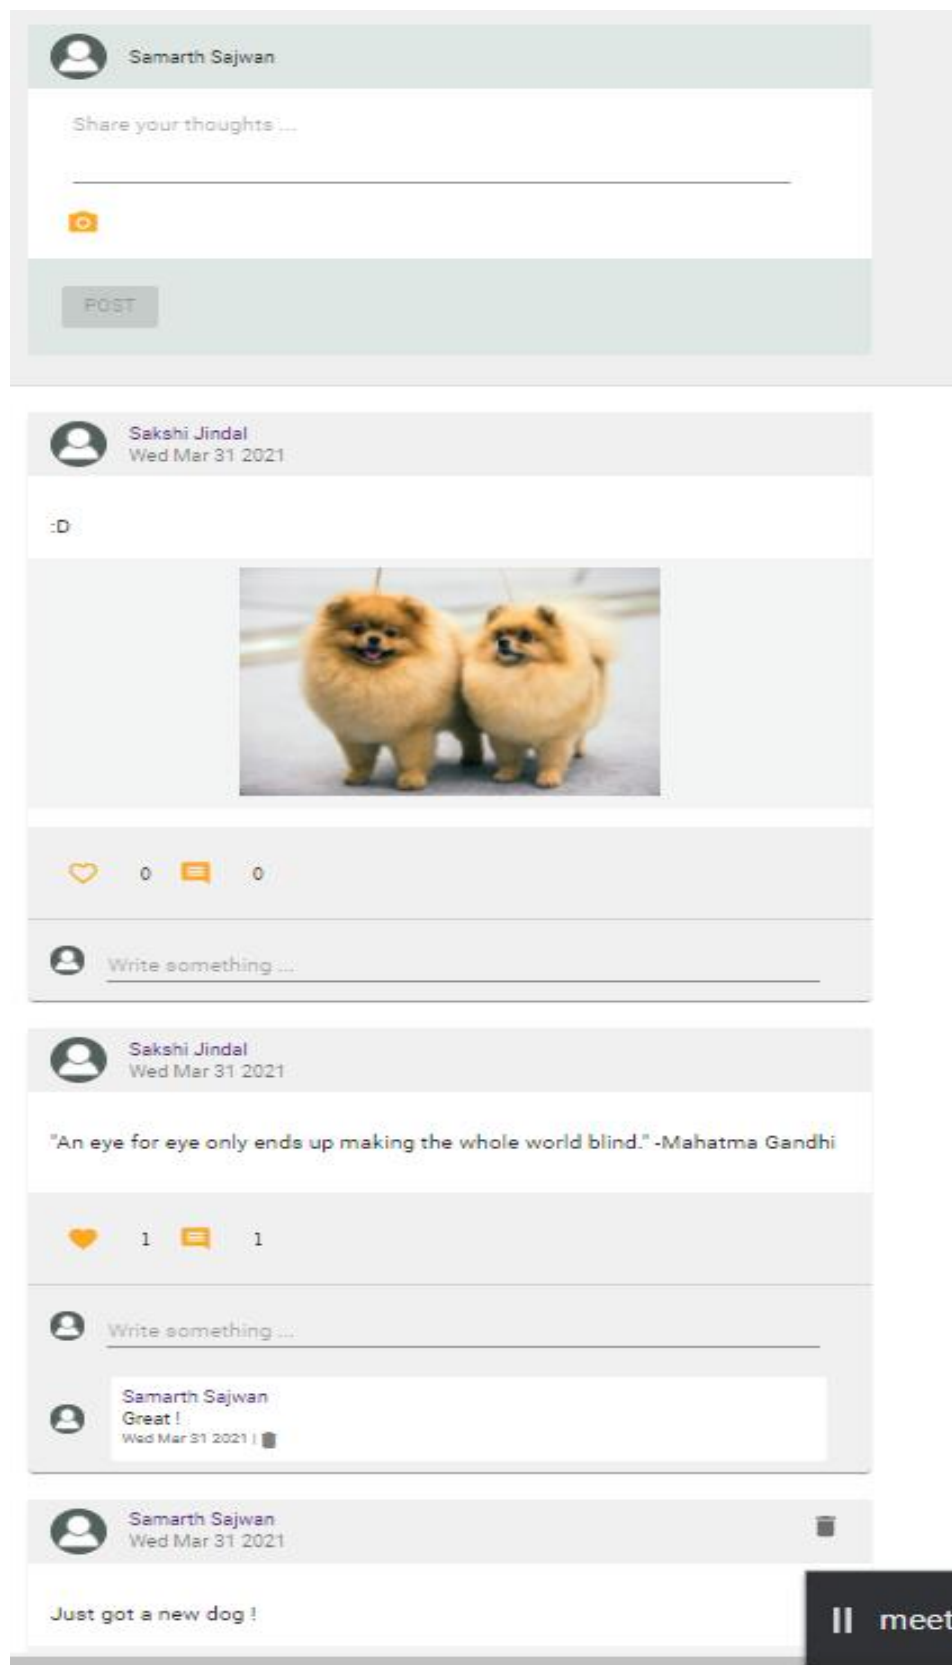 Samarth Sajwan
Share your thoughts ...
POST
Sakshi Jindal
Wed Mar 31 2021
:D
0 0
Write something ...
Sakshi Jindal
Wed Mar 31 2021
"An eye for eye only ends up making the whole world blind." -Mahatma Gandhi
1 1
Write something ...
Samarth Sajwan
Great !
Wed Mar 31 2021 |
Samarth Sajwan
Wed Mar 31 2021
Just got a new dog !
meet